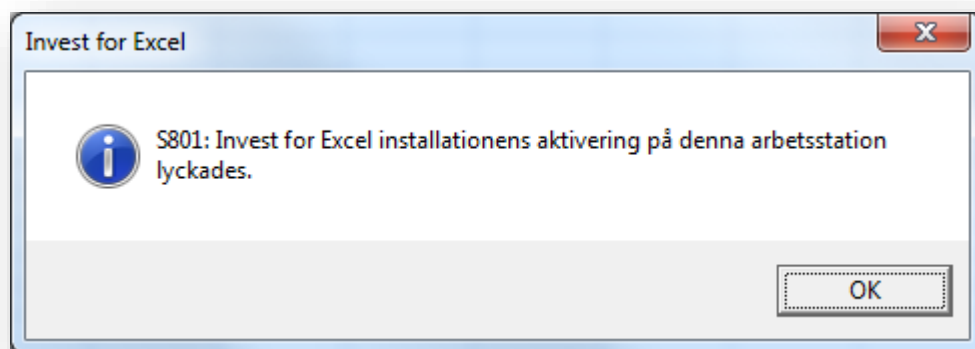 Invest for Excel
S801: Invest for Excel installationens aktivering på denna arbetsstation
lyckades.
OK